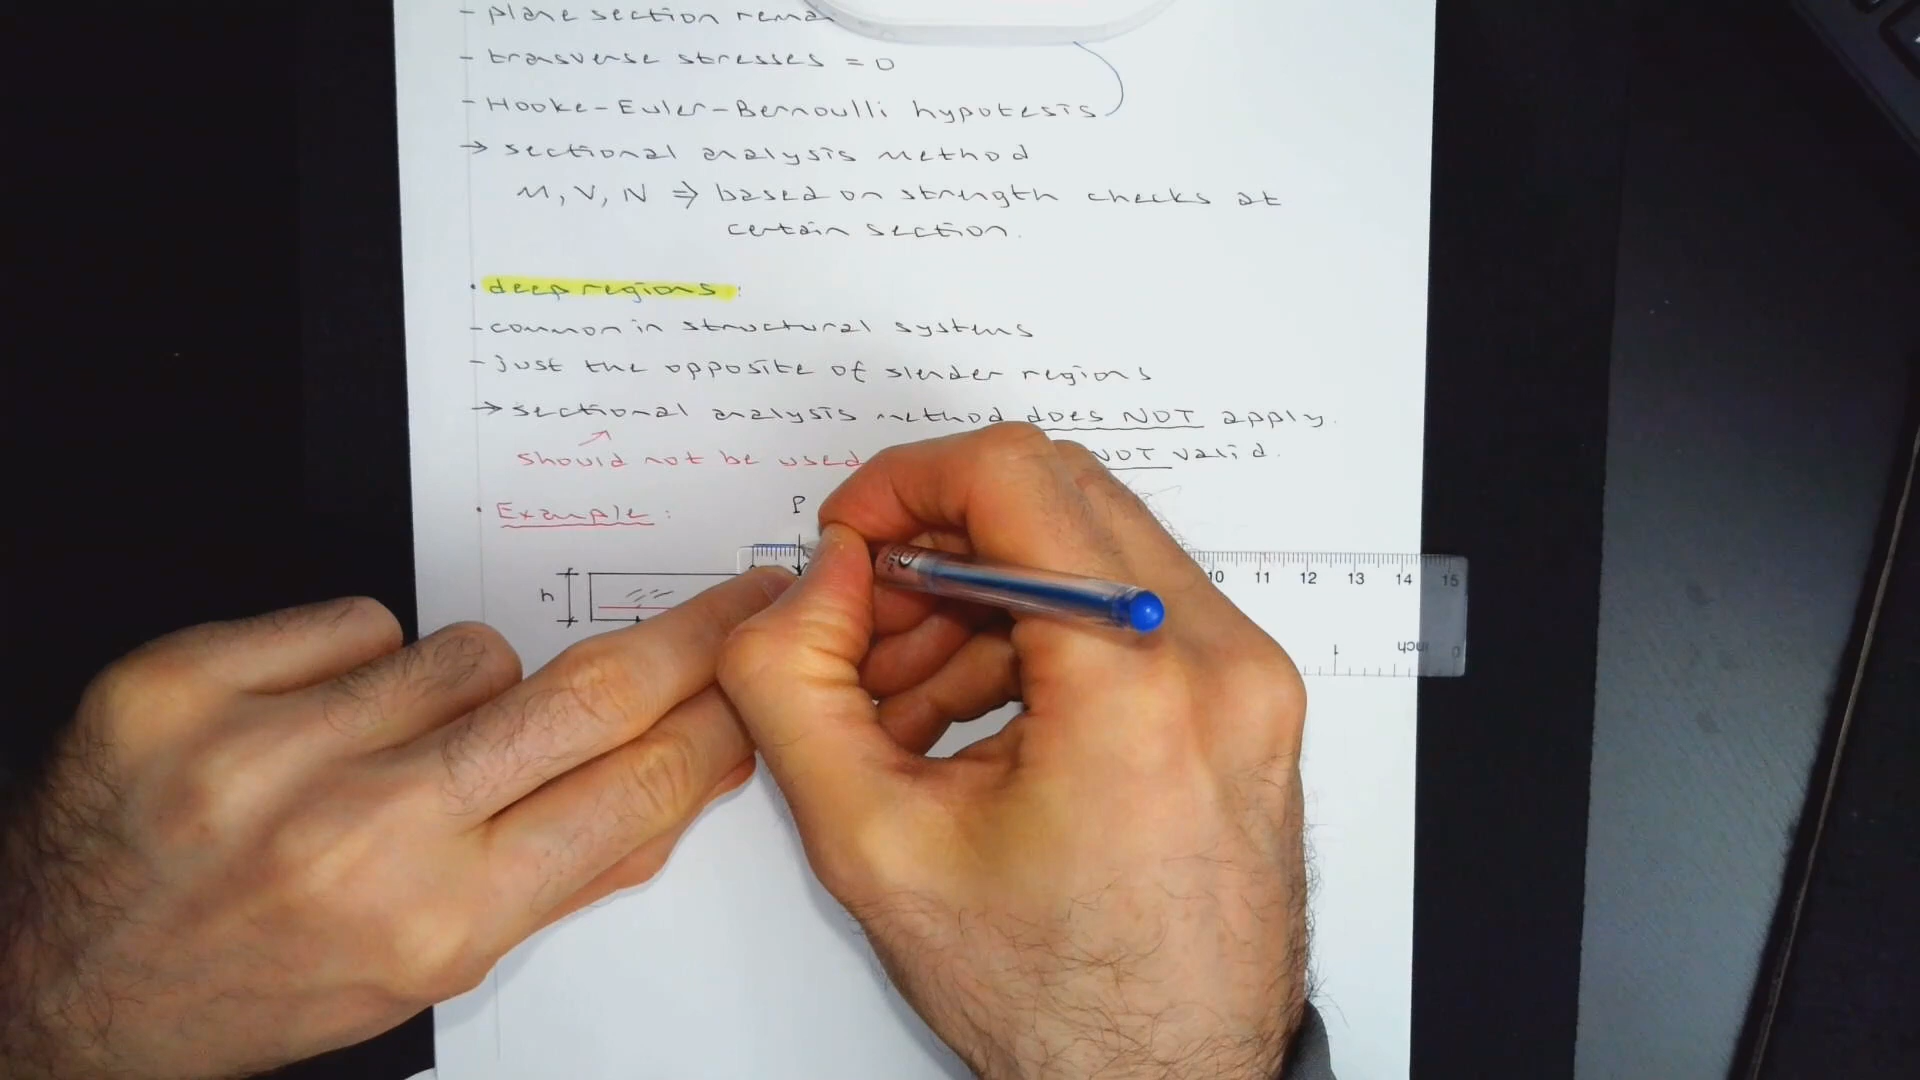 - plane section rema
- trasverse stresses = 0
- Hooke-Euler-Bernoulli hypotesis
→ sectional analysis method
M, V, N ⇒ based on strength checks at
certain section.
• deep regions:
- common in structural systems
- just the opposite of slender regions
→ sectional analysis method does NOT apply.
should not be used NOT valid.
• Example:
P
h
10 11 12 13 14 15
1 inch 0